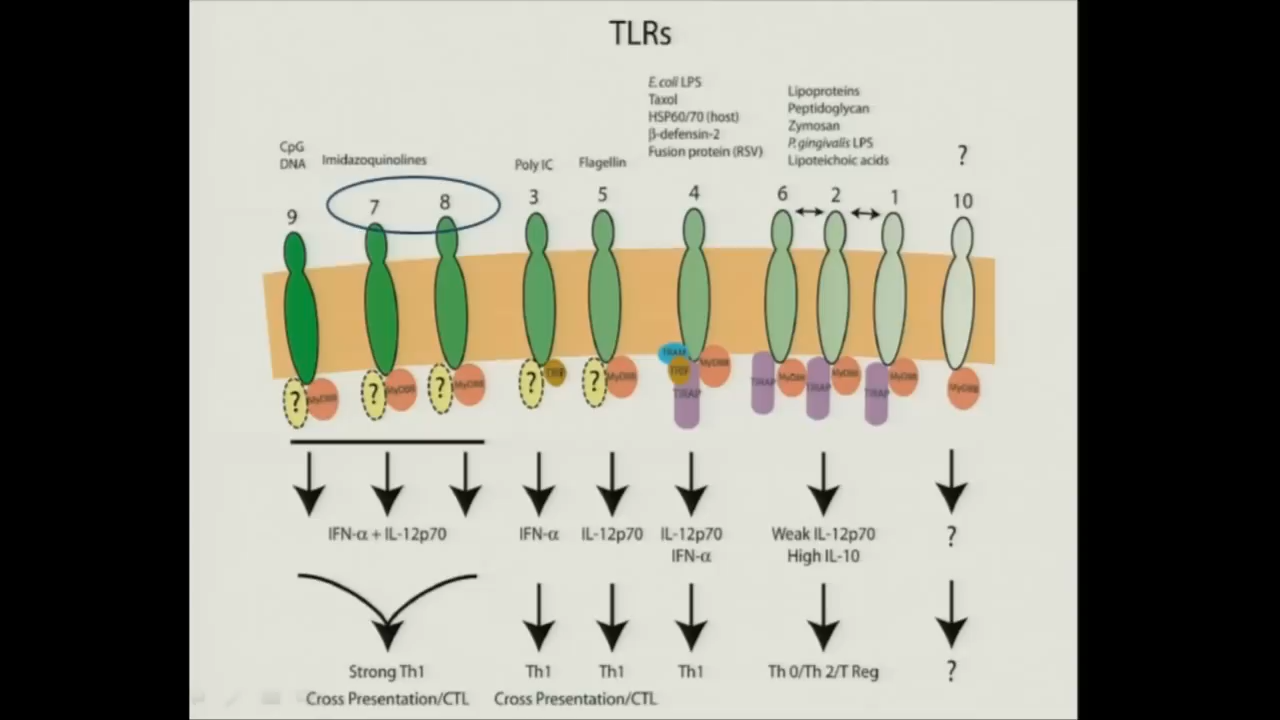 TLRs
E.coli LPS
Taxol
HSP60/70 (host)
β-defensin-2
Fusion protein (RSV)
Lipoproteins
Peptidoglycan
Zymosan
P. gingivalis LPS
Lipoteichoic acids
CpG
DNA
Imidazoquinolines
Poly IC
Flagellin
?
9
7
8
3
5
4
6
2
1
10
? MyD88
? MyD88
? MyD88
? TRIF
? MyD88
TRAM
TRIF
MyD88
TIRAP
TIRAP MyD88
TIRAP MyD88
TIRAP MyD88
MyD88
IFN-α + IL-12p70
IFN-α
IL-12p70
IL-12p70
IFN-α
Weak IL-12p70
High IL-10
?
Strong Th1
Cross Presentation/CTL
Th1
Th1
Cross Presentation/CTL
Th1
Th 0/Th 2/T Reg
?